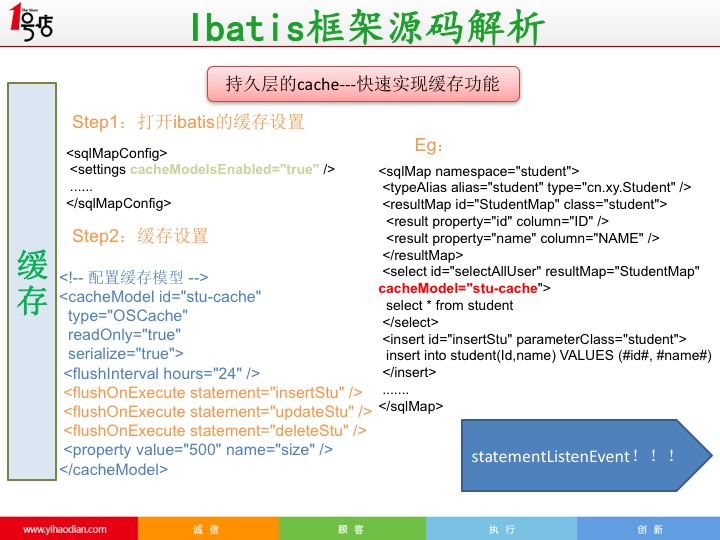 The Store
1号店
Ibatis框架源码解析
持久层的cache---快速实现缓存功能
缓存
Step1：打开ibatis的缓存设置
<sqlMapConfig>
<settings cacheModelsEnabled="true" />
......
</sqlMapConfig>
Step2：缓存设置
<!-- 配置缓存模型 -->
<cacheModel id="stu-cache"
type="OSCache"
readOnly="true"
serialize="true">
<flushInterval hours="24" />
<flushOnExecute statement="insertStu" />
<flushOnExecute statement="updateStu" />
<flushOnExecute statement="deleteStu" />
<property value="500" name="size" />
</cacheModel>
Eg：
<sqlMap namespace="student">
<typeAlias alias="student" type="cn.xy.Student" />
<resultMap id="StudentMap" class="student">
<result property="id" column="ID" />
<result property="name" column="NAME" />
</resultMap>
<select id="selectAllUser" resultMap="StudentMap"
cacheModel="stu-cache">
select * from student
</select>
<insert id="insertStu" parameterClass="student">
insert into student(Id,name) VALUES (#id#, #name#)
</insert>
.......
</sqlMap>
statementListenEvent！！！
www.yihaodian.com
诚 信
顾 客
执 行
创 新